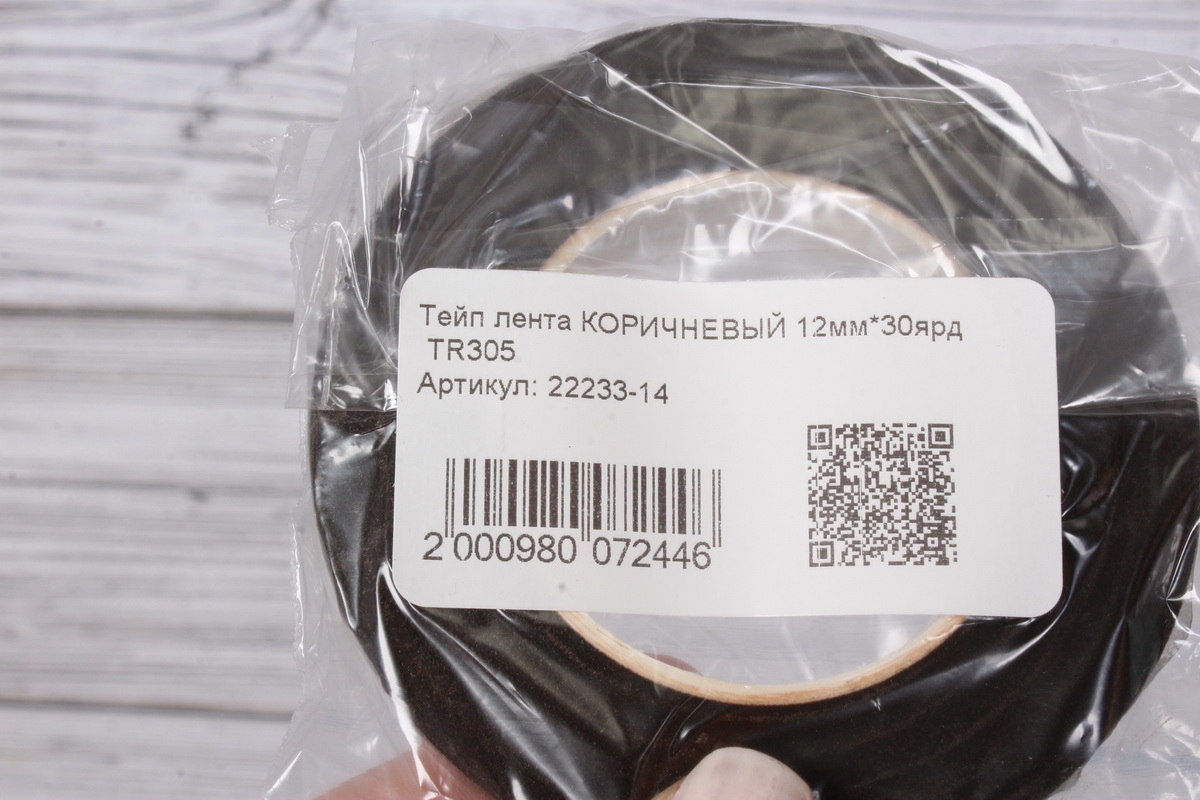 Тейп лента КОРИЧНЕВЫЙ 12мм*30ярд
TR305
Артикул: 22233-14
2 000980 072446